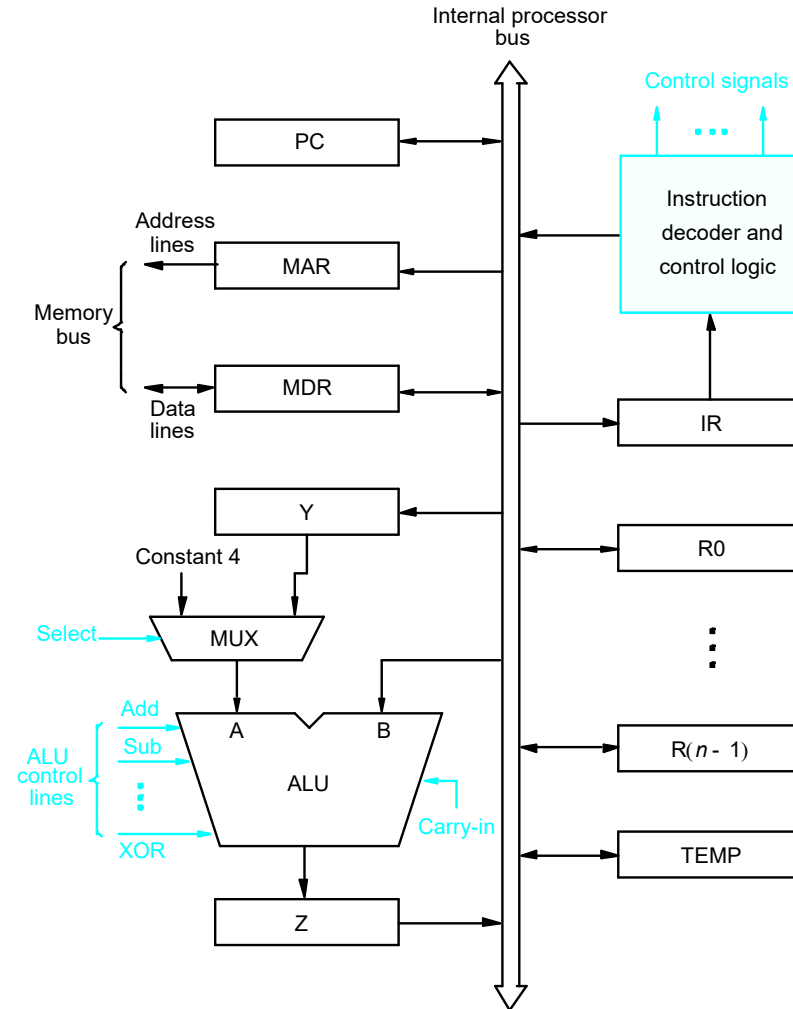 Internal processor
bus
Control signals
PC
Instruction
decoder and
control logic
Address
lines
MAR
Memory
bus
MDR
Data
lines
IR
Y
R0
Constant 4
Select
MUX
Add
A
B
Sub
R(n - 1)
ALU
control
lines
ALU
Carry-in
XOR
TEMP
Z